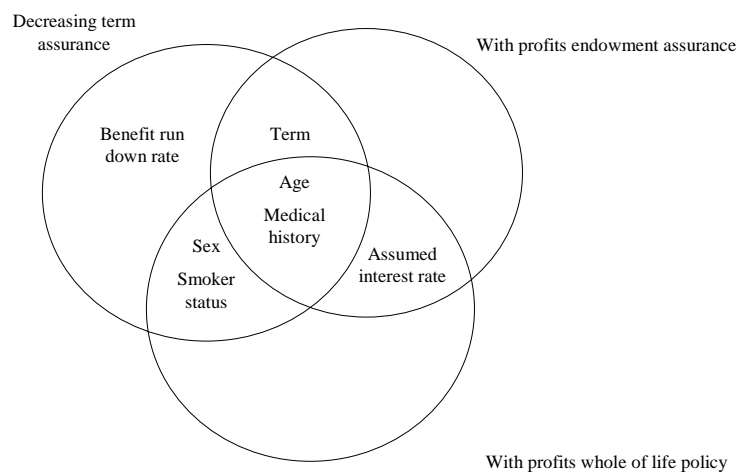 Decreasing term
assurance
With profits endowment assurance
Benefit run
down rate
Term
Age
Medical
history
Sex
Smoker
status
Assumed
interest rate
With profits whole of life policy